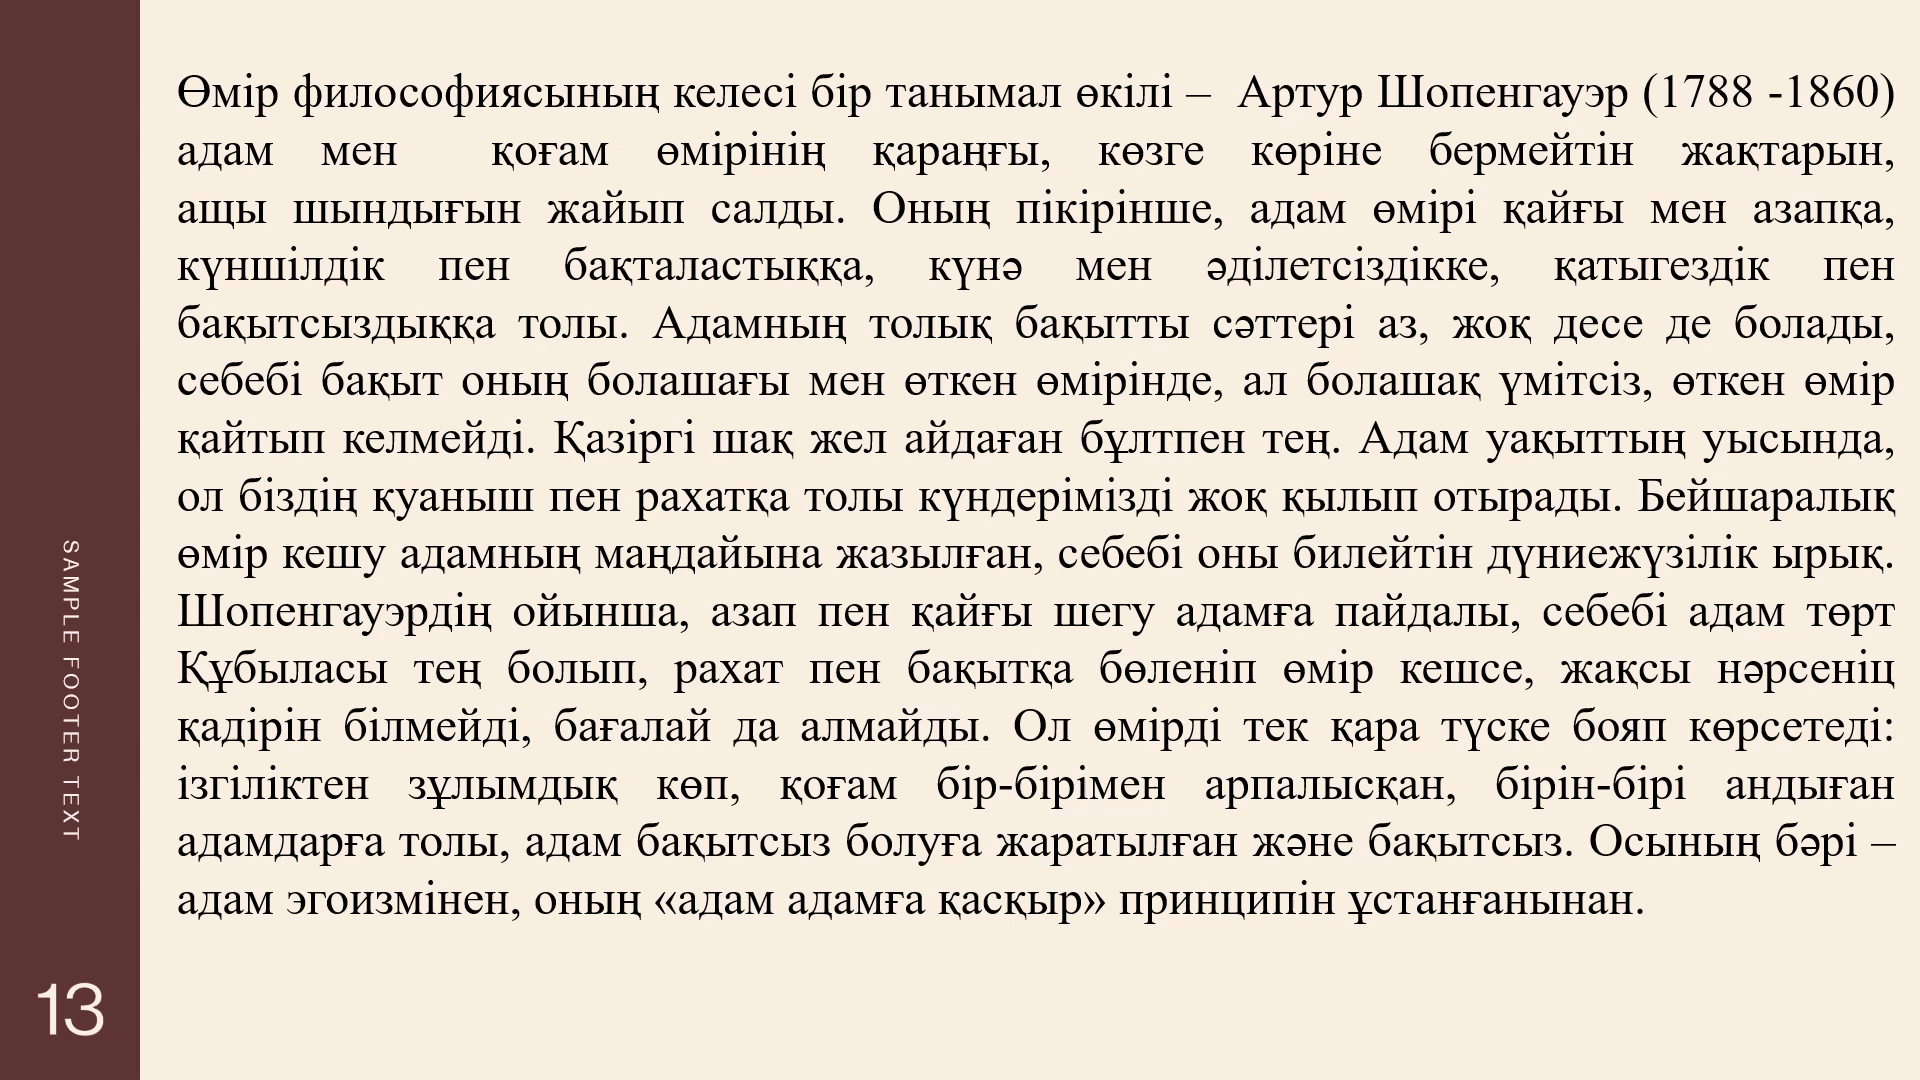 Өмір философиясының келесі бір танымал өкілі – Артур Шопенгауэр (1788 -1860)
адам мен қоғам өмірінің қараңғы, көзге көріне бермейтін жақтарын,
ащы шындығын жайып салды. Оның пікірінше, адам өмірі қайғы мен азапқа,
күншілдік пен бақталастыққа, күнә мен әділетсіздікке, қатыгездік пен
бақытсыздыққа толы. Адамның толық бақытты сәттері аз, жоқ десе де болады,
себебі бақыт оның болашағы мен өткен өмірінде, ал болашақ үмітсіз, өткен өмір
қайтып келмейді. Қазіргі шақ жел айдаған бұлтпен тең. Адам уақыттың уысында,
ол біздің қуаныш пен рахатқа толы күндерімізді жоқ қылып отырады. Бейшаралық
өмір кешу адамның маңдайына жазылған, себебі оны билейтін дүниежүзілік ырық.
Шопенгауэрдің ойынша, азап пен қайғы шегу адамға пайдалы, себебі адам төрт
Құбыласы тең болып, рахат пен бақытқа бөленіп өмір кешсе, жақсы нәрсеніц
қадірін білмейді, бағалай да алмайды. Ол өмірді тек қара түске бояп көрсетеді:
ізгіліктен зұлымдық көп, қоғам бір-бірімен арпалысқан, бірін-бірі андыған
адамдарға толы, адам бақытсыз болуға жаратылған және бақытсыз. Осының бәрі –
адам эгоизмінен, оның «адам адамға қасқыр» принципін ұстанғанынан.
SAMPLE FOOTER TEXT
13